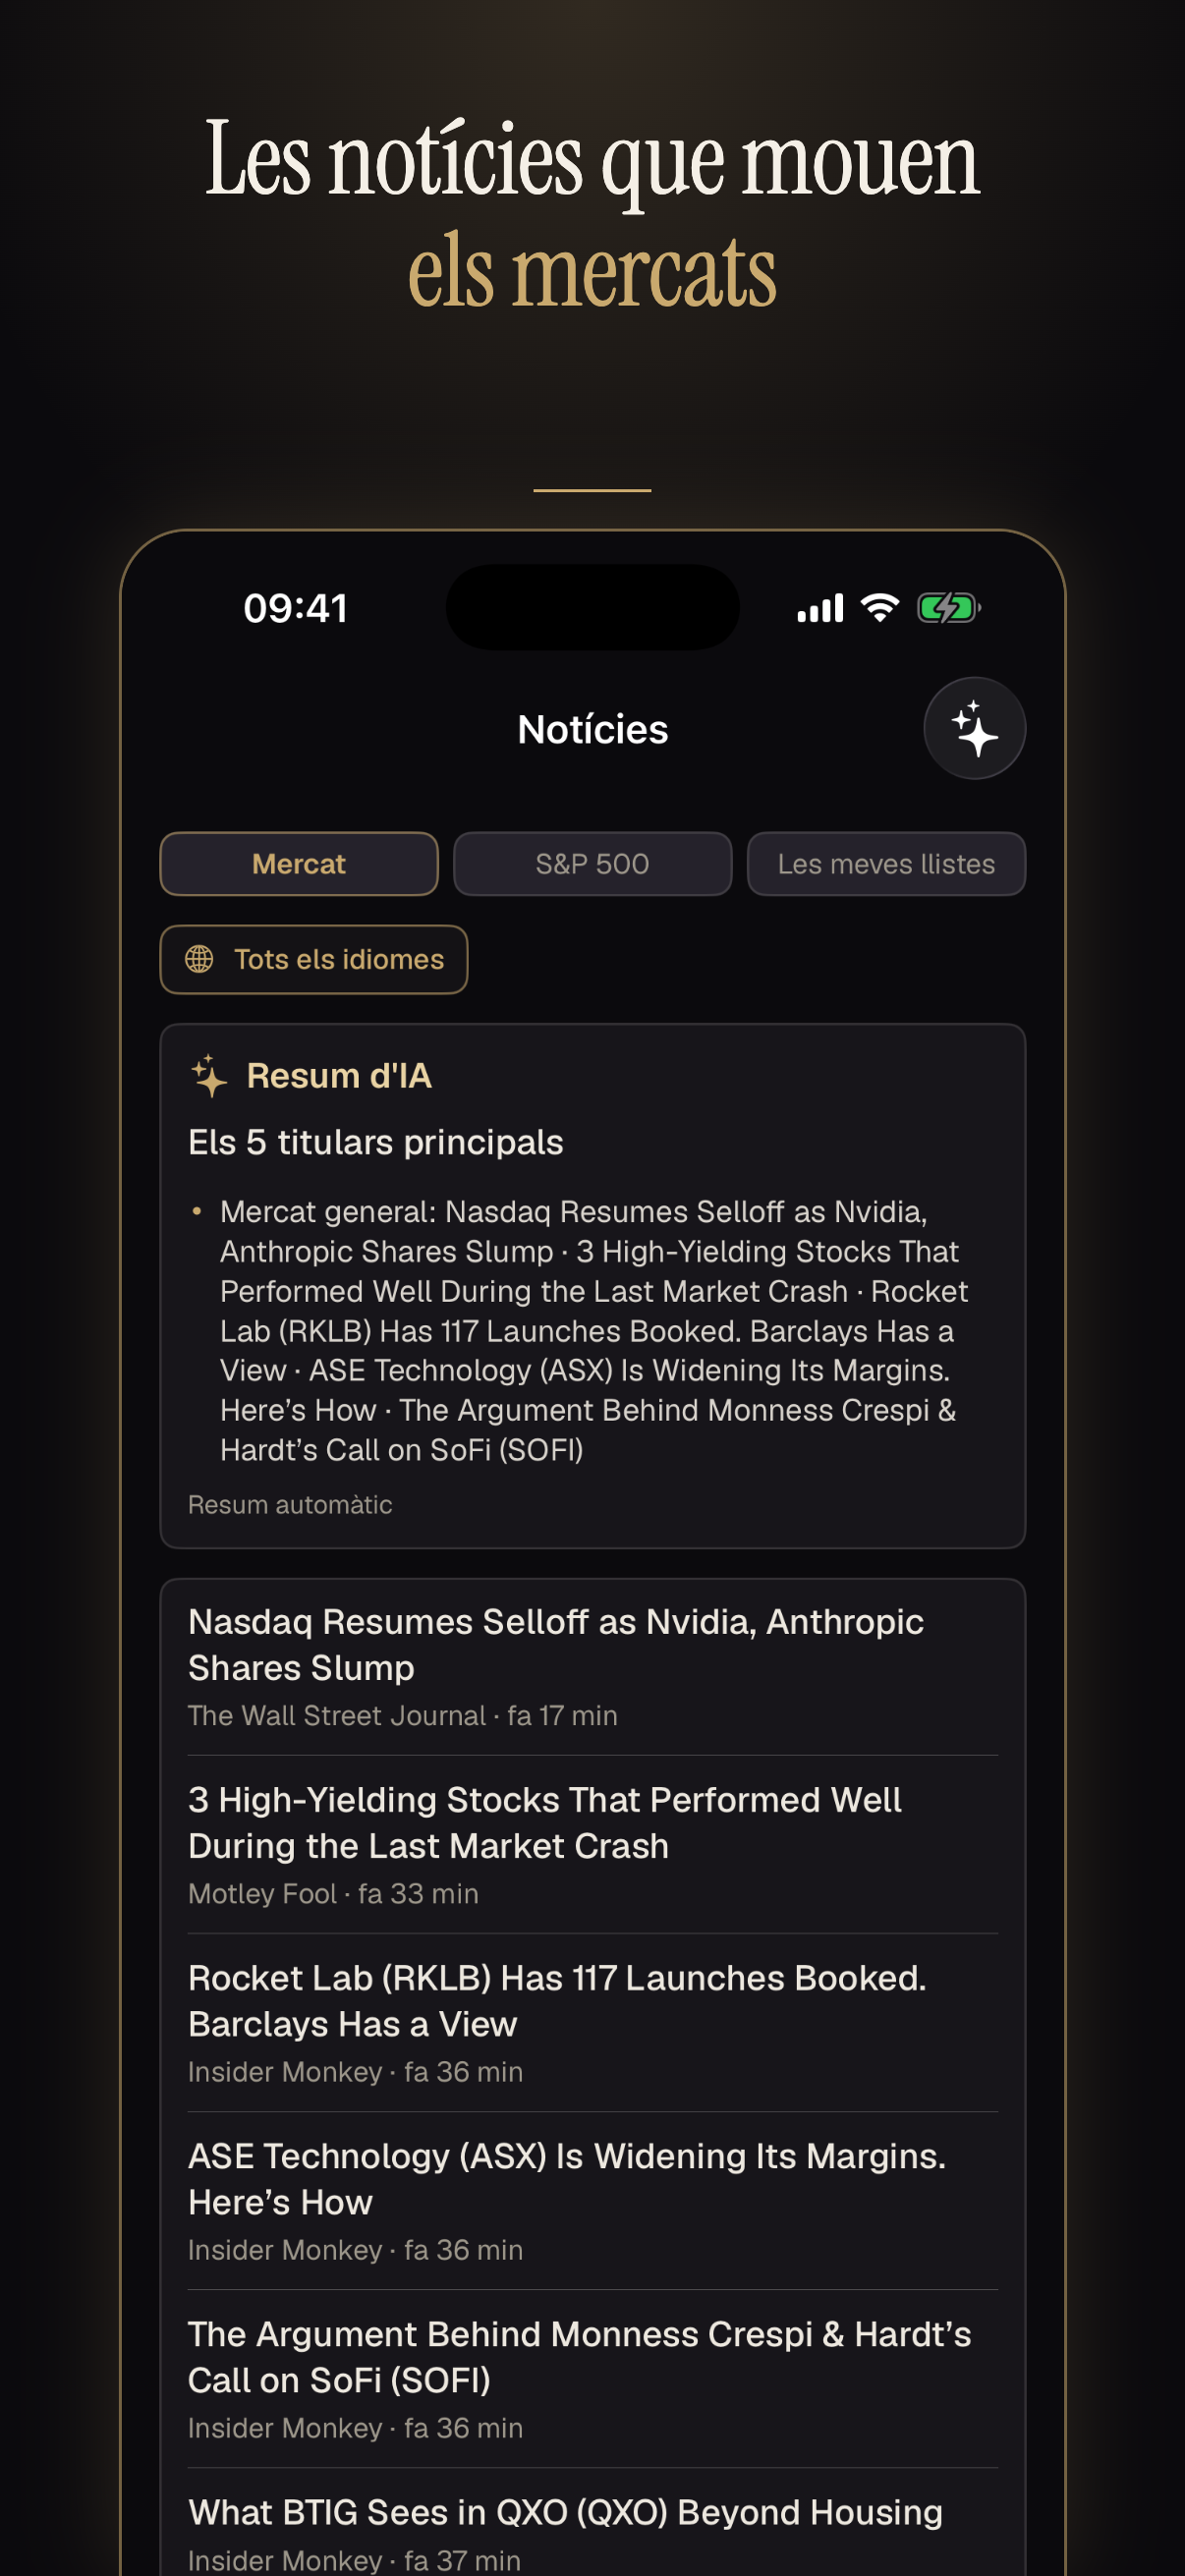 Les notícies que mouen
els mercats
09:41
Notícies
Mercat
S&P 500
Les meves llistes
Tots els idiomes
Resum d'IA
Els 5 titulars principals
• Mercat general: Nasdaq Resumes Selloff as Nvidia,
Anthropic Shares Slump · 3 High-Yielding Stocks That
Performed Well During the Last Market Crash · Rocket
Lab (RKLB) Has 117 Launches Booked. Barclays Has a
View · ASE Technology (ASX) Is Widening Its Margins.
Here’s How · The Argument Behind Monness Crespi &
Hardt’s Call on SoFi (SOFI)
Resum automàtic
Nasdaq Resumes Selloff as Nvidia, Anthropic
Shares Slump
The Wall Street Journal · fa 17 min
3 High-Yielding Stocks That Performed Well
During the Last Market Crash
Motley Fool · fa 33 min
Rocket Lab (RKLB) Has 117 Launches Booked.
Barclays Has a View
Insider Monkey · fa 36 min
ASE Technology (ASX) Is Widening Its Margins.
Here’s How
Insider Monkey · fa 36 min
The Argument Behind Monness Crespi & Hardt’s
Call on SoFi (SOFI)
Insider Monkey · fa 36 min
What BTIG Sees in QXO (QXO) Beyond Housing
Insider Monkey · fa 37 min